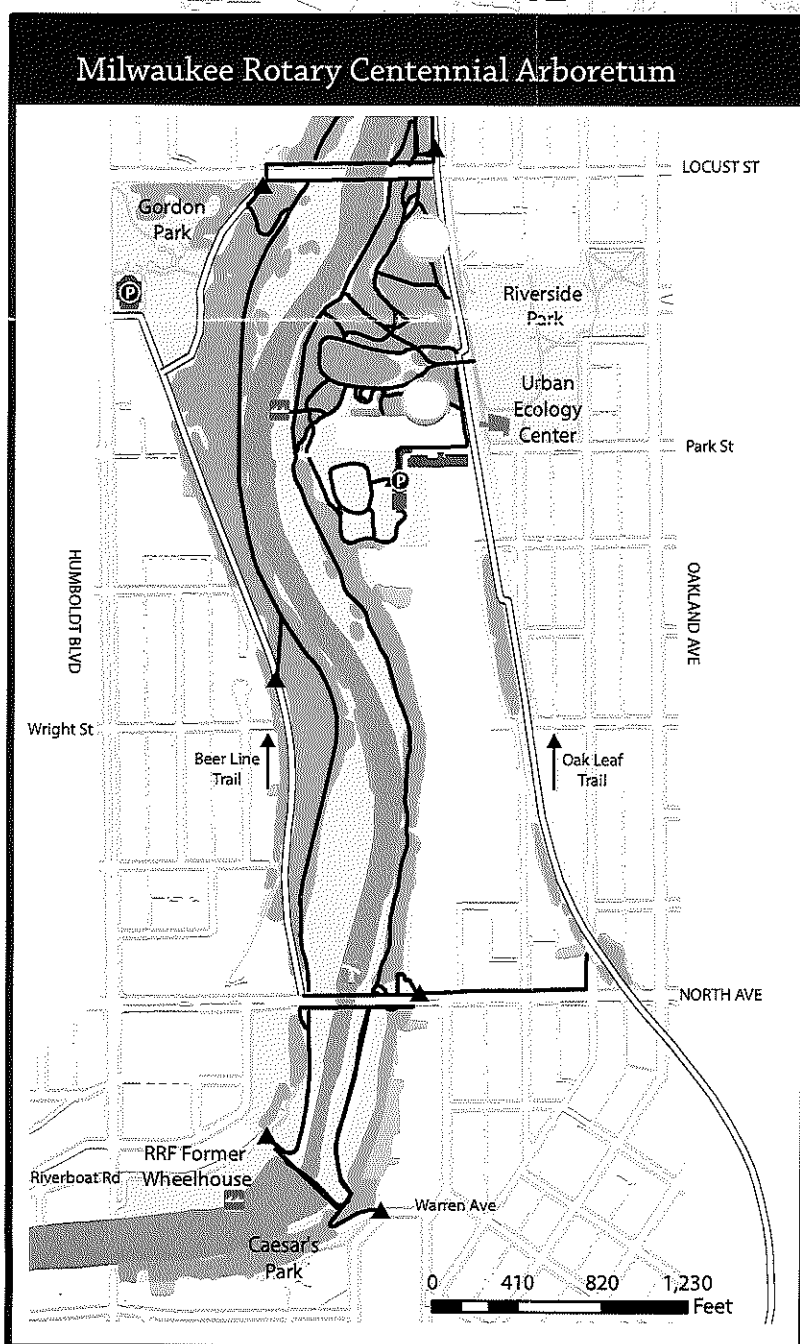 Milwaukee Rotary Centennial Arboretum
LOCUST ST
Gordon
Park
P
Riverside
Park
Urban
Ecology
Center
Park St
P
HUMBOLDT BLVD
OAKLAND AVE
Wright St
Beer Line
Trail
Oak Leaf
Trail
NORTH AVE
RRF Former
Wheelhouse
Riverboat Rd
Warren Ave
Caesar's
Park
0 410 820 1,230
Feet